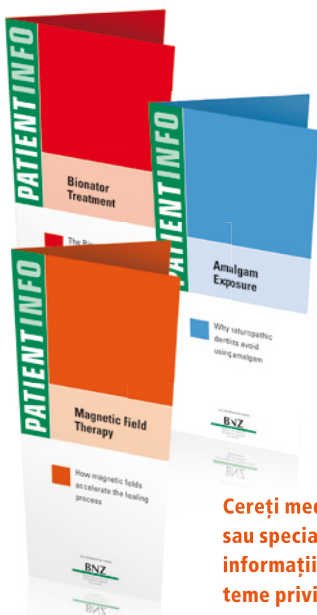 PATIENTINFO
Bionator
Treatment
PATIENTINFO
Amalgam
Exposure
Why naturopathic
dentists avoid
using amalgam
BNZ
PATIENTINFO
Magnetic Field
Therapy
How magnetic fields
accelerate the healing
process
BNZ
Cereți med
sau specia
informații
teme privi